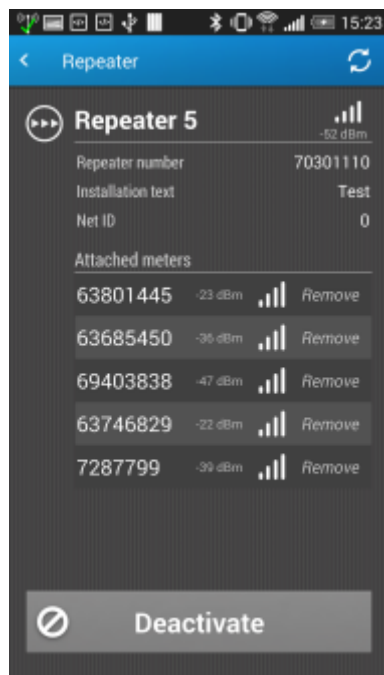 15:23
Repeater
Repeater 5
-52 dBm
Repeater number 70301110
Installation text Test
Net ID 0
Attached meters
63801445 -23 dBm Remove
63685450 -36 dBm Remove
69403838 -47 dBm Remove
63746829 -22 dBm Remove
7287799 -39 dBm Remove
Deactivate